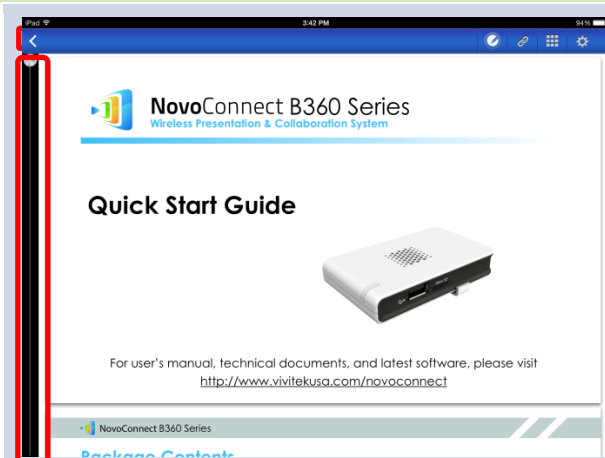 iPad 3:42 PM 94%
NovoConnect B360 Series
Wireless Presentation & Collaboration System
Quick Start Guide
For user's manual, technical documents, and latest software, please visit
http://www.vivitekusa.com/novoconnect
NovoConnect B360 Series
Package Contents